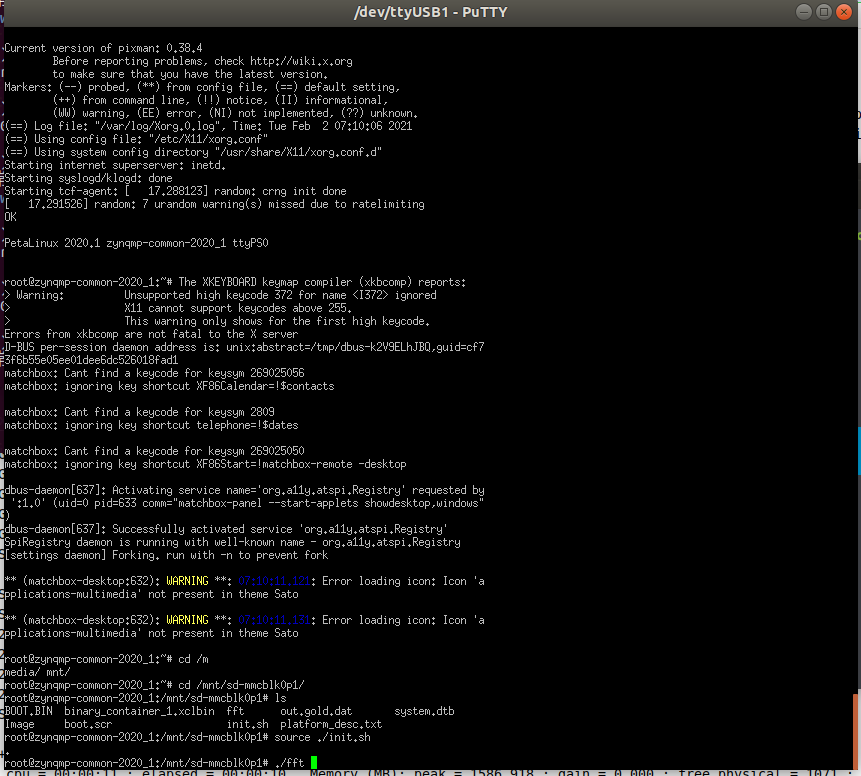 /dev/ttyUSB1 - PuTTY
Current version of pixman: 0.38.4
Before reporting problems, check http://wiki.x.org
to make sure that you have the latest version.
Markers: (--) probed, (**) from config file, (==) default setting,
(++) from command line, (!!) notice, (II) informational,
(WW) warning, (EE) error, (NI) not implemented, (??) unknown.
(==) Log file: "/var/log/Xorg.0.log", Time: Tue Feb  2 07:10:06 2021
(==) Using config file: "/etc/X11/xorg.conf"
(==) Using system config directory "/usr/share/X11/xorg.conf.d"
Starting internet superserver: inetd.
Starting syslogd/klogd: done
Starting tcf-agent: [   17.288123] random: crng init done
[   17.291526] random: 7 urandom warning(s) missed due to ratelimiting
OK
PetaLinux 2020.1 zynqmp-common-2020_1 ttyPS0
root@zynqmp-common-2020_1:~# The XKEYBOARD keymap compiler (xkbcomp) reports:
> Warning:          Unsupported high keycode 372 for name <I372> ignored
>                   X11 cannot support keycodes above 255.
>                   This warning only shows for the first high keycode.
Errors from xkbcomp are not fatal to the X server
D-BUS per-session daemon address is: unix:abstract=/tmp/dbus-k2V9ELhJBQ,guid=cf7
3f6b55e05ee01dee6dc526018fad1
matchbox: Cant find a keycode for keysym 269025056
matchbox: ignoring key shortcut XF86Calendar=!$contacts
matchbox: Cant find a keycode for keysym 2809
matchbox: ignoring key shortcut telephone=!$dates
matchbox: Cant find a keycode for keysym 269025050
matchbox: ignoring key shortcut XF86Start=!matchbox-remote -desktop
dbus-daemon[637]: Activating service name='org.a11y.atspi.Registry' requested by
':1.0' (uid=0 pid=633 comm="matchbox-panel --start-applets showdesktop,windows"
)
dbus-daemon[637]: Successfully activated service 'org.a11y.atspi.Registry'
SpiRegistry daemon is running with well-known name - org.a11y.atspi.Registry
[settings daemon] Forking. run with -n to prevent fork
** (matchbox-desktop:632): WARNING **: 07:10:11.121: Error loading icon: Icon 'a
pplications-multimedia' not present in theme Sato
** (matchbox-desktop:632): WARNING **: 07:10:11.131: Error loading icon: Icon 'a
pplications-multimedia' not present in theme Sato
root@zynqmp-common-2020_1:~# cd /m
media/ mnt/
root@zynqmp-common-2020_1:~# cd /mnt/sd-mmcblk0p1/
root@zynqmp-common-2020_1:/mnt/sd-mmcblk0p1# ls
BOOT.BIN  binary_container_1.xclbin  fft      out.gold.dat       system.dtb
Image     boot.scr                   init.sh  platform_desc.txt
root@zynqmp-common-2020_1:/mnt/sd-mmcblk0p1# source ./init.sh
root@zynqmp-common-2020_1:/mnt/sd-mmcblk0p1# ./fft
cpu = 00:00:11 ; elapsed = 00:00:10 . Memory (MB): peak = 1586.918 ; gain = 0.000 ; free physical = 1071